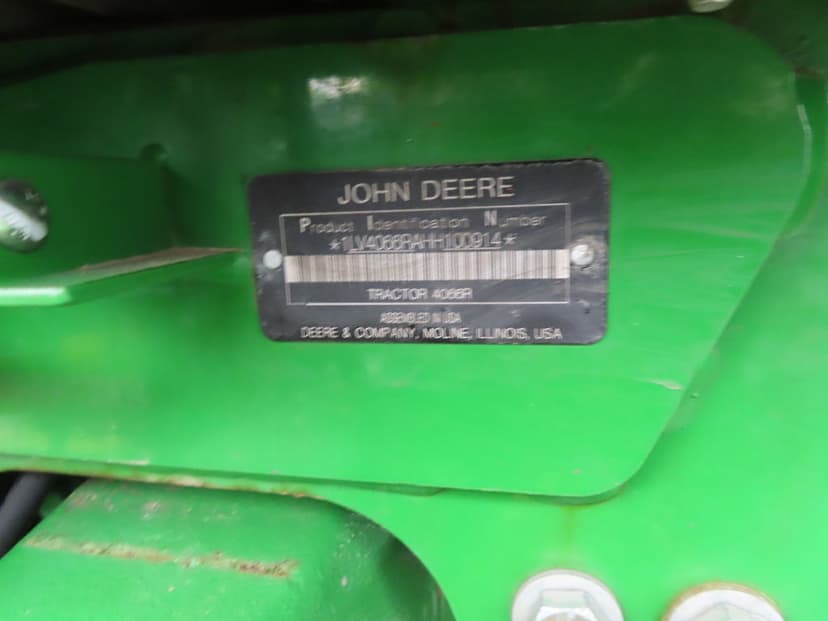 JOHN DEERE
Product Identification Number
*1LV4066RAHH100914*
TRACTOR 4066R
ASSEMBLED IN USA
DEERE & COMPANY, MOLINE, ILLINOIS, USA